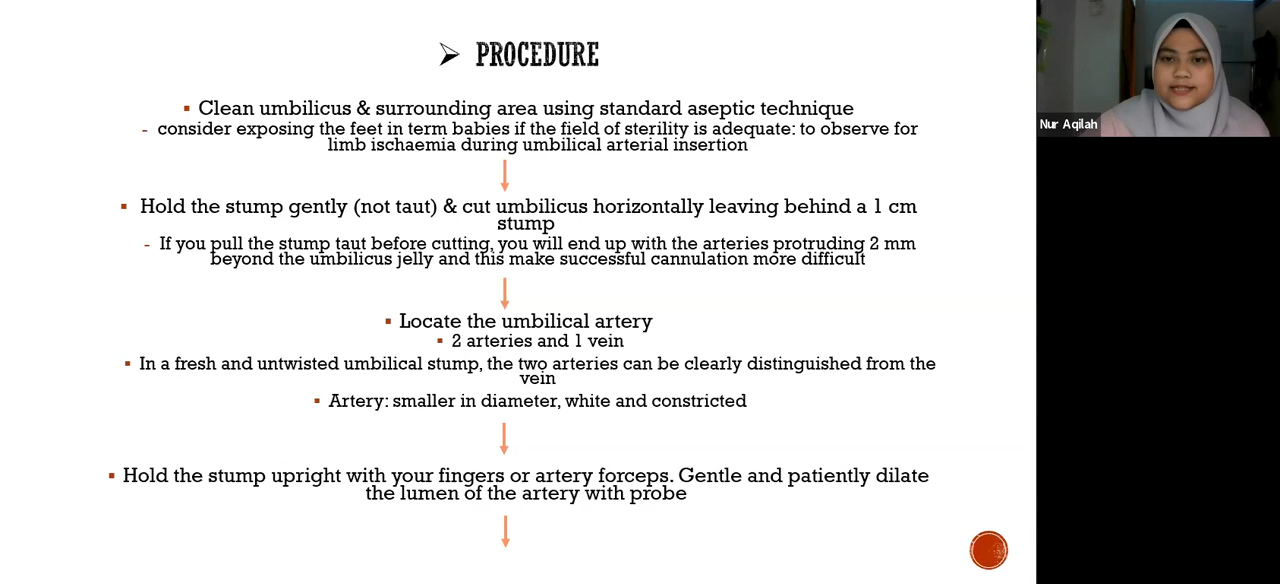 PROCEDURE
Clean umbilicus & surrounding area using standard aseptic technique
- consider exposing the feet in term babies if the field of sterility is adequate: to observe for
limb ischaemia during umbilical arterial insertion
Hold the stump gently (not taut) & cut umbilicus horizontally leaving behind a 1 cm
stump
- If you pull the stump taut before cutting, you will end up with the arteries protruding 2 mm
beyond the umbilicus jelly and this make successful cannulation more difficult
Locate the umbilical artery
2 arteries and 1 vein
In a fresh and untwisted umbilical stump, the two arteries can be clearly distinguished from the
vein
Artery: smaller in diameter, white and constricted
Hold the stump upright with your fingers or artery forceps. Gentle and patiently dilate
the lumen of the artery with probe
Nur Aqilah